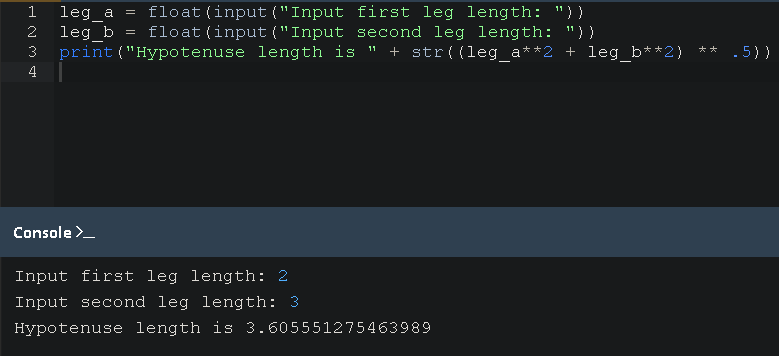 1 leg_a = float(input("Input first leg length: "))
2 leg_b = float(input("Input second leg length: "))
3 print("Hypotenuse length is " + str((leg_a**2 + leg_b**2) ** .5))
4
Console >_
Input first leg length: 2
Input second leg length: 3
Hypotenuse length is 3.605551275463989